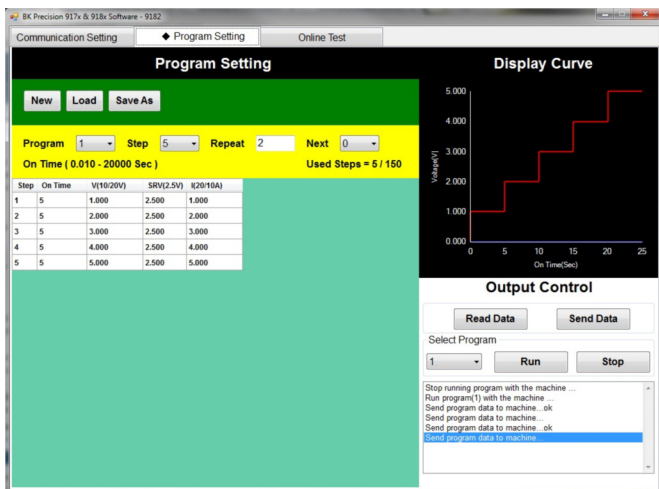 BK Precision 917x & 918x Software - 9182
Communication Setting
◆ Program Setting
Online Test
Program Setting
New
Load
Save As
Program 1 Step 5 Repeat 2 Next 0
On Time ( 0.010 - 20000 Sec ) Used Steps = 5 / 150
Step On Time V(10/20V) SRV(2.5V) I(20/10A)
1 5 1.000 2.500 1.000
2 5 2.000 2.500 2.000
3 5 3.000 2.500 3.000
4 5 4.000 2.500 4.000
5 5 5.000 2.500 5.000
Display Curve
5.000
4.000
3.000
2.000
1.000
0.000
Voltage[V]
0 5 10 15 20 25
On Time(Sec)
Output Control
Read Data
Send Data
Select Program
1
Run
Stop
Stop running program with the machine ...
Run program(1) with the machine ...
Send program data to machine...ok
Send program data to machine...
Send program data to machine...ok
Send program data to machine...